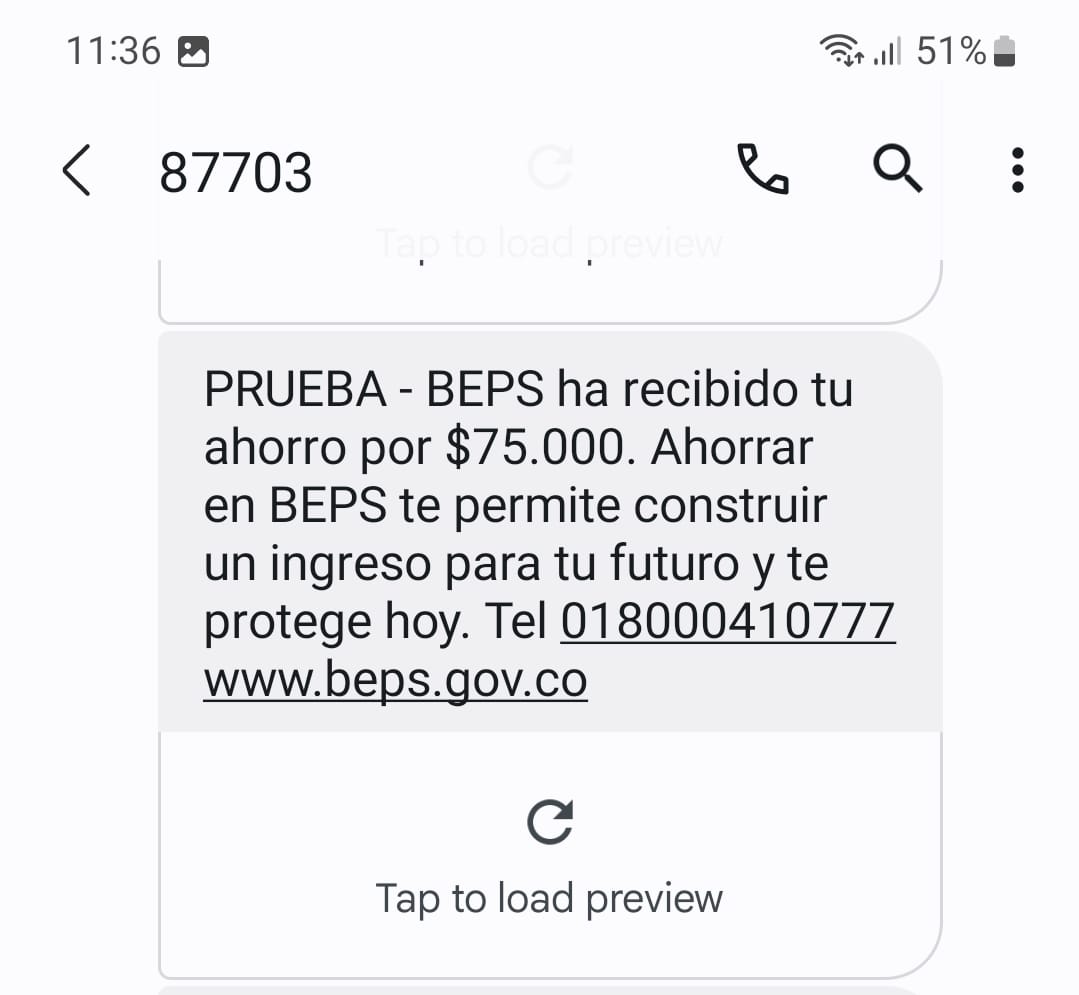 11:36 51%
87703
Tap to load preview
PRUEBA - BEPS ha recibido tu
ahorro por $75.000. Ahorrar
en BEPS te permite construir
un ingreso para tu futuro y te
protege hoy. Tel 018000410777
www.beps.gov.co
Tap to load preview